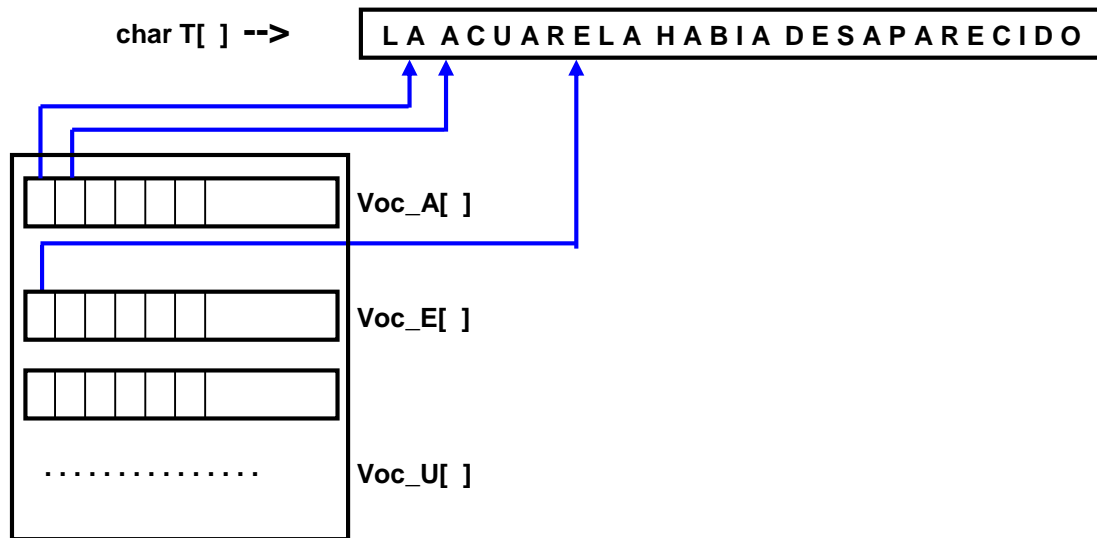 char T[ ] --> L A A C U A R E L A H A B I A D E S A P A R E C I D O
Voc_A[ ]
Voc_E[ ]
. . . . . . . . . . . . . . . Voc_U[ ]